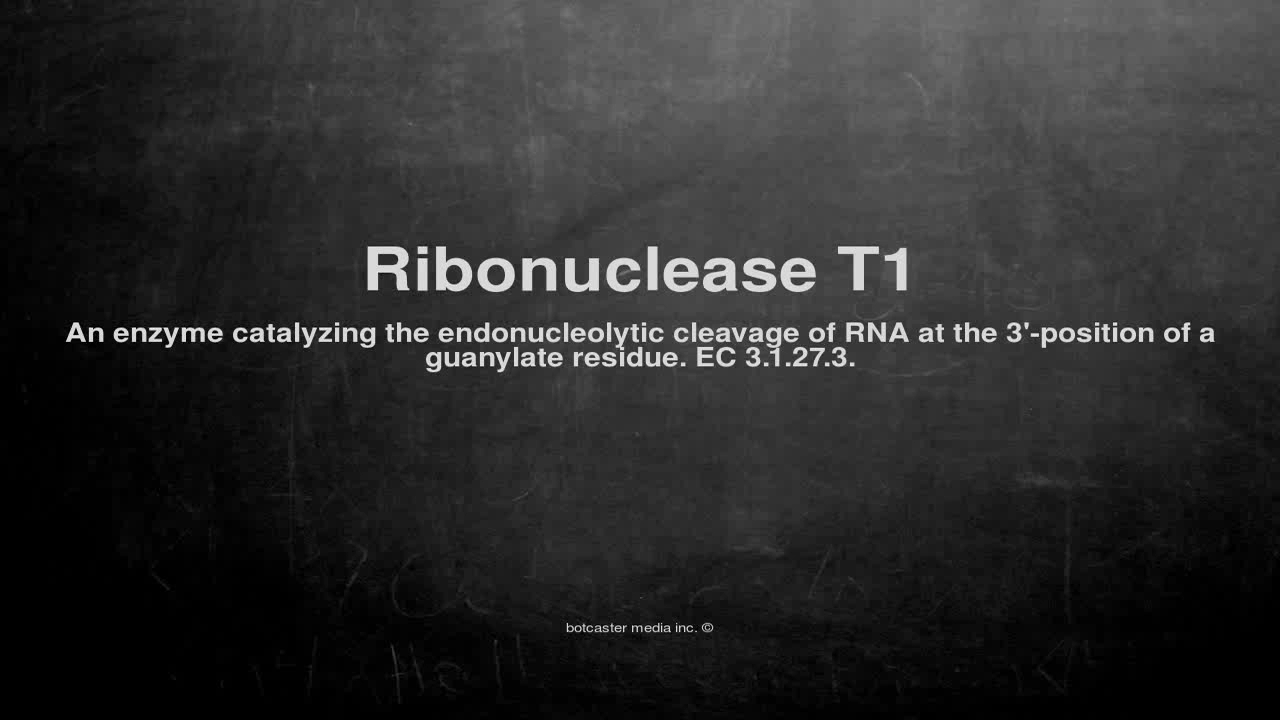 Ribonuclease T1
An enzyme catalyzing the endonucleolytic cleavage of RNA at the 3'-position of a
guanylate residue. EC 3.1.27.3.
botcaster media inc. ©